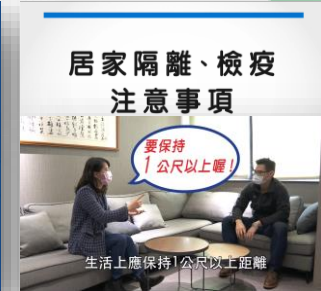 居家隔離、檢疫
注意事項
要保持
1公尺以上喔!
生活上應保持1公尺以上距離